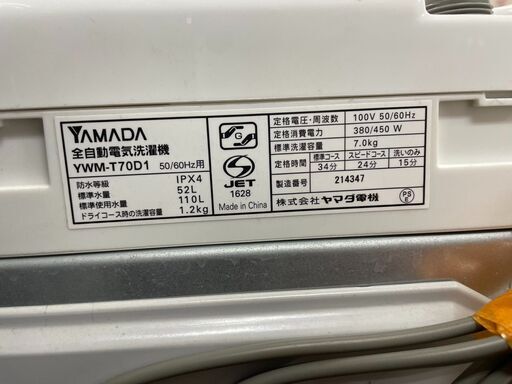 YAMADA
全自動電気洗濯機
YWM-T70D1 50/60Hz用
防水等級 IPX4
標準水量 52L
標準使用水量 110L
ドライコース時の洗濯容量 1.2kg
G
S
JET
1628
Made in China
定格電圧・周波数 100V 50/60Hz
定格消費電力 380/450 W
標準洗濯容量 7.0kg
標準コース スピードコース 洗いのみ
34分 24分 15分
製造番号 214347
株式会社 ヤマダ電機
PS
E